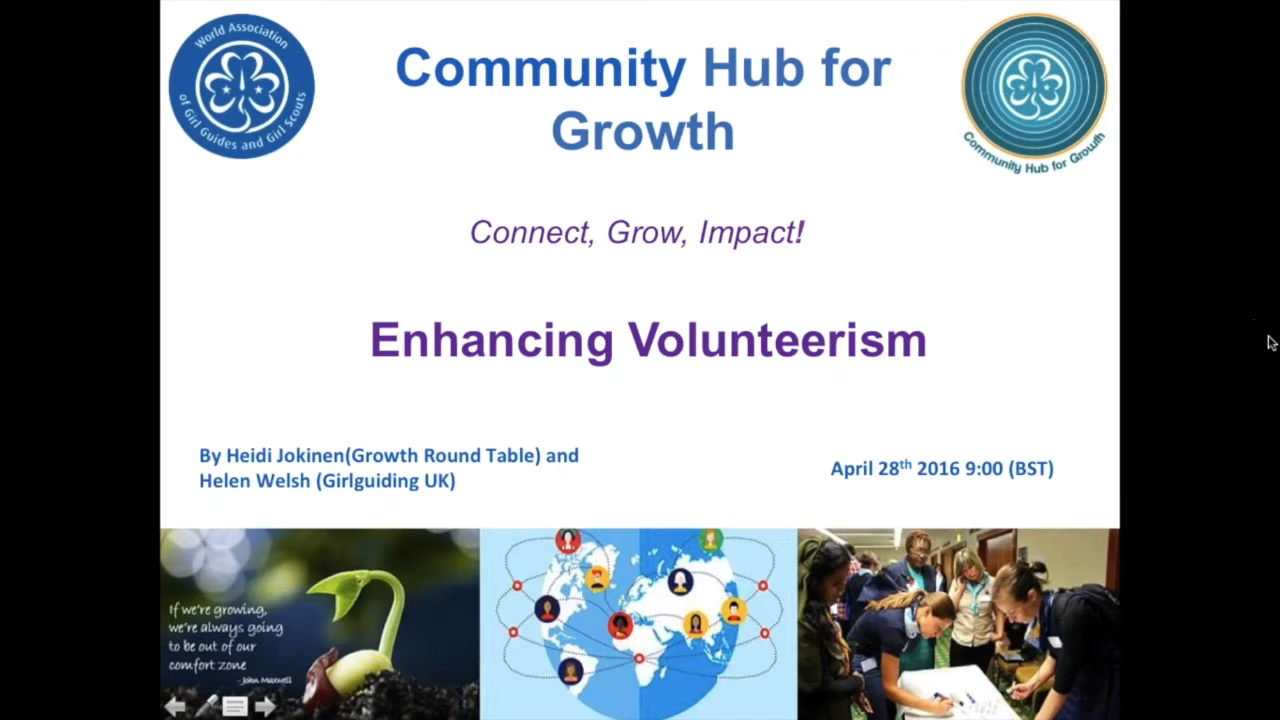 World Association
of Girl Guides and Girl Scouts
Community Hub for
Growth
Community Hub for Growth
Connect, Grow, Impact!
Enhancing Volunteerism
By Heidi Jokinen(Growth Round Table) and
Helen Welsh (Girlguiding UK)
April 28th 2016 9:00 (BST)
If we're growing,
we're always going
to be out of our
comfort zone
- John Maxwell